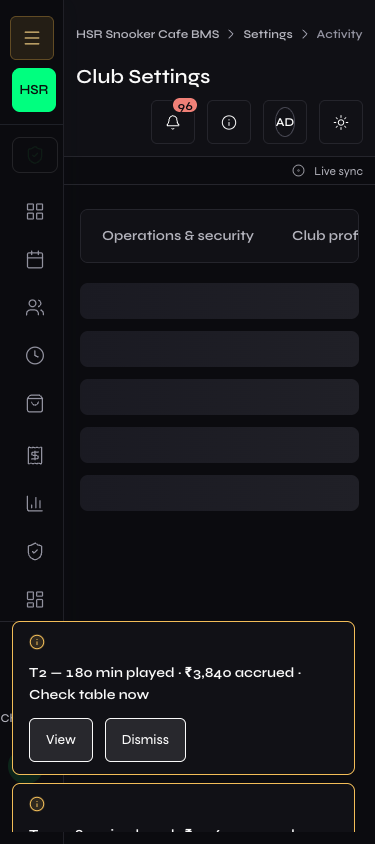 HSR Snooker Cafe BMS > Settings > Activity
HSR
Club Settings
96
AD
Live sync
Operations & security Club prof
T2 — 180 min played · ₹3,840 accrued ·
Check table now
View Dismiss